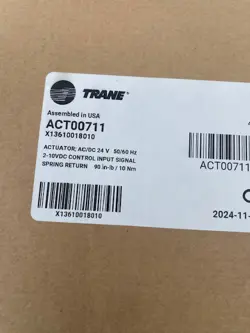 TRANE®
Assembled in USA
ACT00711
X13610018010
ACTUATOR; AC/DC 24 V 50/60 Hz
2-10VDC CONTROL INPUT SIGNAL
SPRING RETURN 90 in-lb / 10 Nm
X13610018010
ACT00711
2024-11-